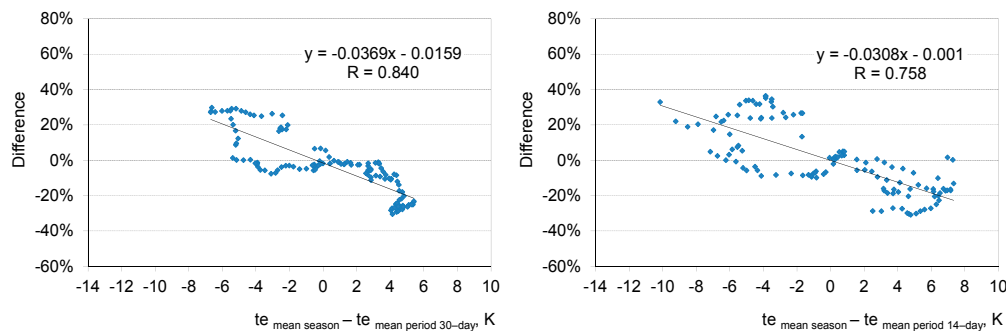 80%
60%
40%
20%
0%
-20%
-40%
-60%
Difference
y = -0.0369x - 0.0159
R = 0.840
-14 -12 -10 -8 -6 -4 -2 0 2 4 6 8 10
te mean season – te mean period 30–day, K
80%
60%
40%
20%
0%
-20%
-40%
-60%
Difference
y = -0.0308x - 0.001
R = 0.758
-14 -12 -10 -8 -6 -4 -2 0 2 4 6 8 10
te mean season – te mean period 14–day, K